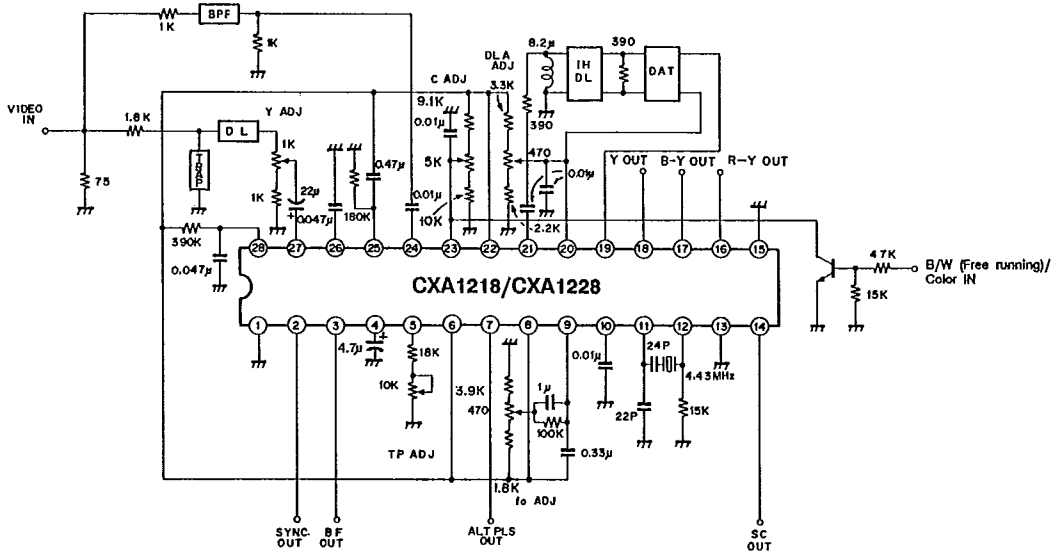 BPF
1K
1K
8.2μ
390
DLA
ADJ
1H
DL
DAT
C ADJ
3.3K
9.1K
VIDEO
IN
Y ADJ
1.8K
DL
1K
0.01μ
390
470
Y OUT
B-Y OUT
R-Y OUT
TRAP
0.47μ
5K
0.01μ
75
1K
22μ
+
0.047μ
180K
0.01μ
10K
2.2K
390K
47K
B/W (Free running)/
Color IN
0.047μ
15K
28
27
26
25
24
23
22
21
20
19
18
17
16
15
CXA1218/CXA1228
1
2
3
4
5
6
7
8
9
10
11
12
13
14
4.7μ
+
18K
0.01μ
24P
4.43MHz
10K
3.9K
470
1μ
100K
22P
15K
TP ADJ
0.33μ
1.8K
fo ADJ
SYNC.
OUT
BF
OUT
ALT PLS
OUT
SC
OUT